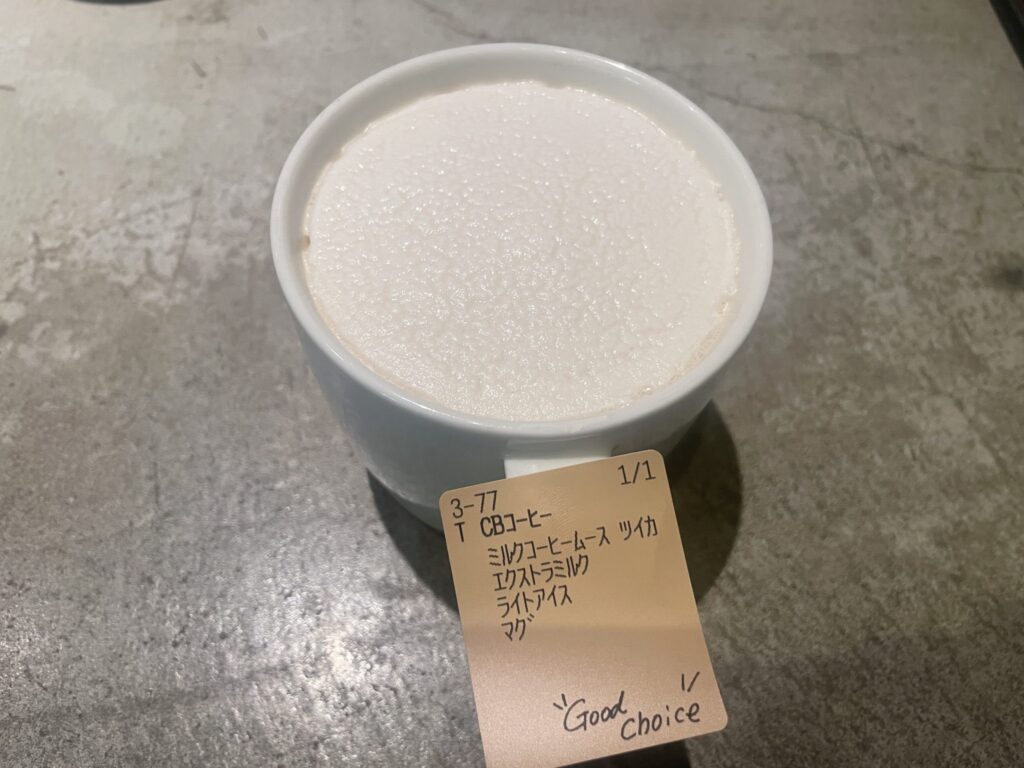 3-77 1/1
T CBコーヒー
ミルクコーヒームース ツイカ
エクストラミルク
ライトアイス
マグ
Good
choice